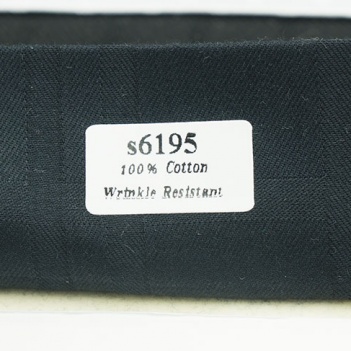 s6195
100% Cotton
Wrinkle Resistant